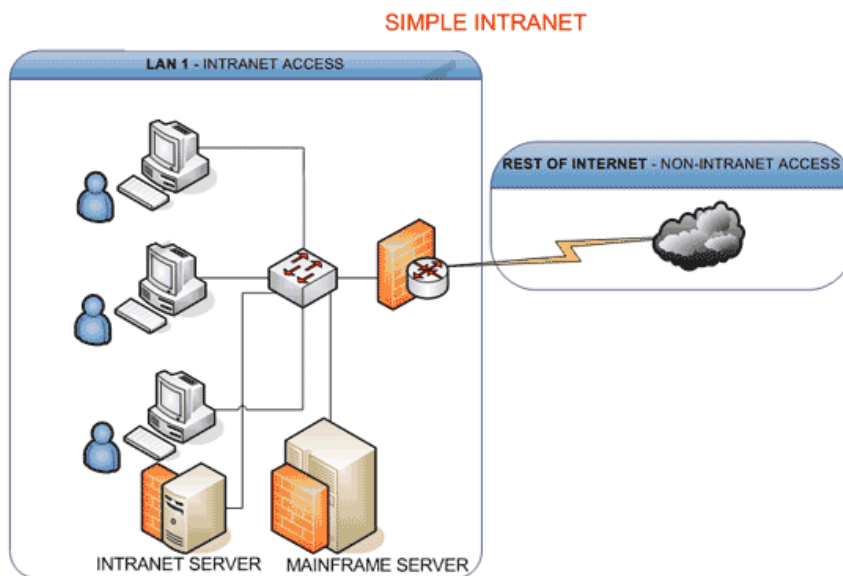 SIMPLE INTRANET
LAN 1 - INTRANET ACCESS
REST OF INTERNET - NON-INTRANET ACCESS
INTRANET SERVER
MAINFRAME SERVER